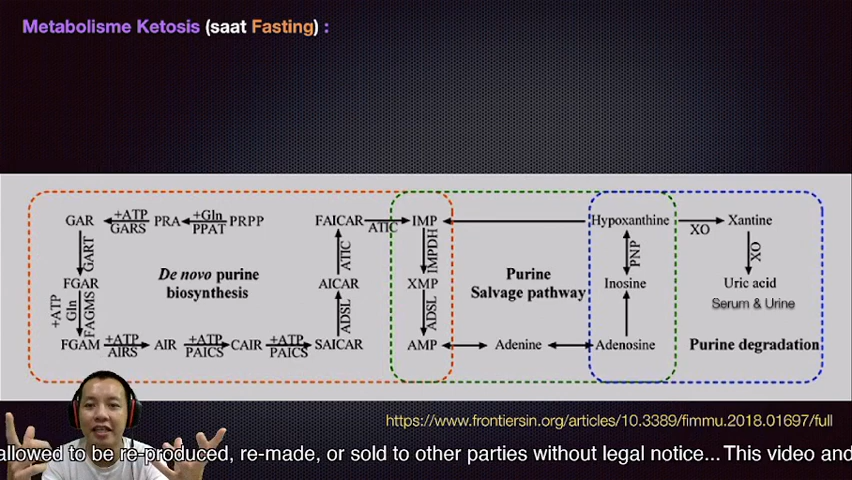 Metabolisme Ketosis (saat Fasting) :
GAR +ATP GARS PRA +Gln PPAT PRPP FAICAR ATIC IMP Hypoxanthine XO Xantine
GART ATIC IMPDH PNP XO
FGAR De novo purine biosynthesis AICAR XMP Purine Salvage pathway Inosine Uric acid
Serum & Urine
+ATP Gln FAGMS ADSL ADSL
FGAM +ATP AIRS AIR +ATP PAICS CAIR +ATP PAICS SAICAR AMP Adenine Adenosine Purine degradation
https://www.frontiersin.org/articles/10.3389/fimmu.2018.01697/full
allowed to be re-produced, re-made, or sold to other parties without legal notice... This video and